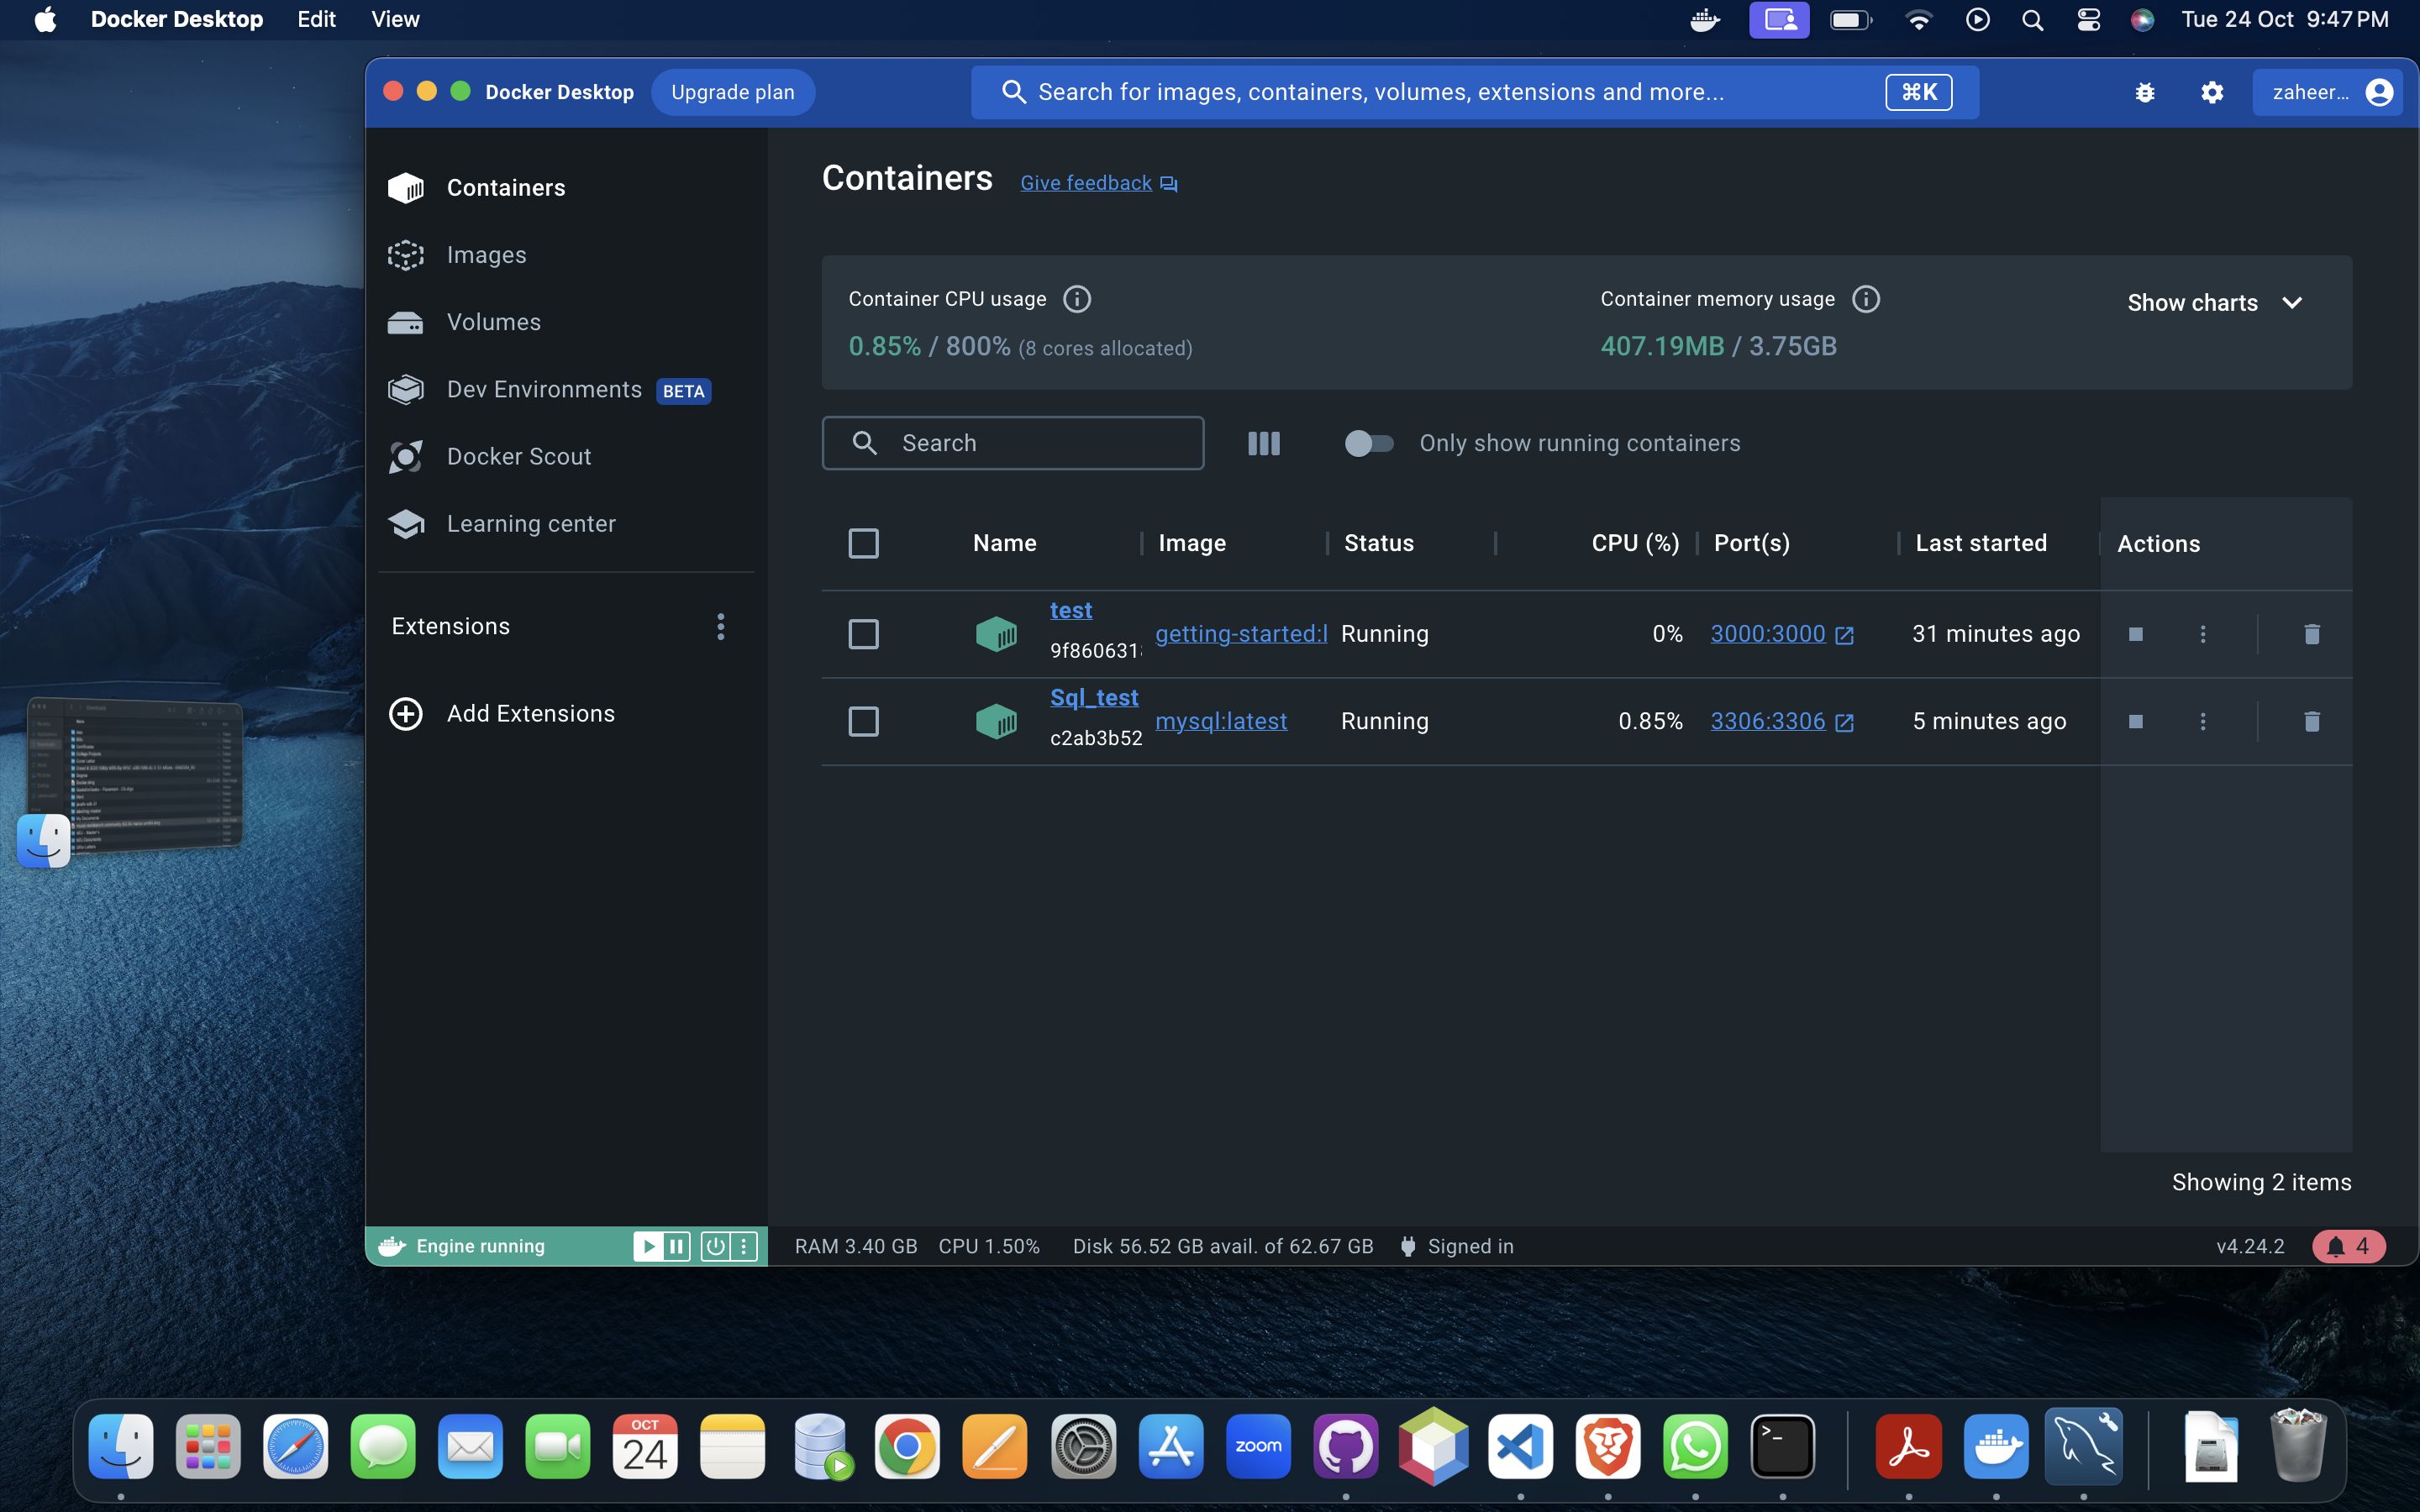 Docker Desktop Edit View Tue 24 Oct 9:47 PM
Docker Desktop Upgrade plan Search for images, containers, volumes, extensions and more... ⌘K zaheer...
Containers
Images
Volumes
Dev Environments BETA
Docker Scout
Learning center
Extensions
Add Extensions
Containers Give feedback
Container CPU usage
0.85% / 800% (8 cores allocated)
Container memory usage
407.19MB / 3.75GB
Show charts
Search
Only show running containers
Name Image Status CPU (%) Port(s) Last started Actions
test
9f860631
getting-started:l Running 0% 3000:3000 31 minutes ago
Sql_test
c2ab3b52
mysql:latest Running 0.85% 3306:3306 5 minutes ago
Showing 2 items
Engine running
RAM 3.40 GB CPU 1.50% Disk 56.52 GB avail. of 62.67 GB Signed in
v4.24.2 4
OCT
24
zoom
>_